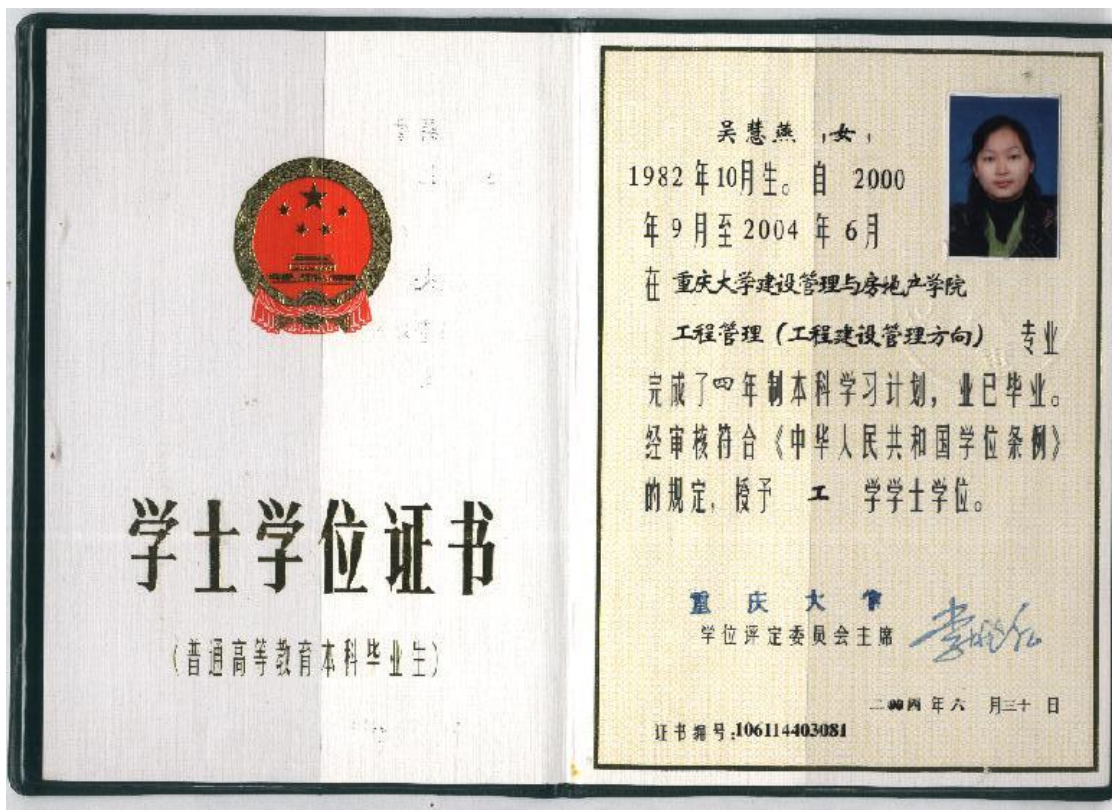 学士学位证书
(普通高等教育本科毕业生)
吴慧燕,女,
1982年10月生。自 2000
年9月至2004年6月
在 重庆大学建设管理与房地产学院
工程管理(工程建设管理方向) 专业
完成了四年制本科学习计划,业已毕业。
经审核符合《中华人民共和国学位条例》
的规定,授予 工 学学士学位。
重庆大学
学位评定委员会主席
二〇〇四年六月三十日
证书编号:106114403081